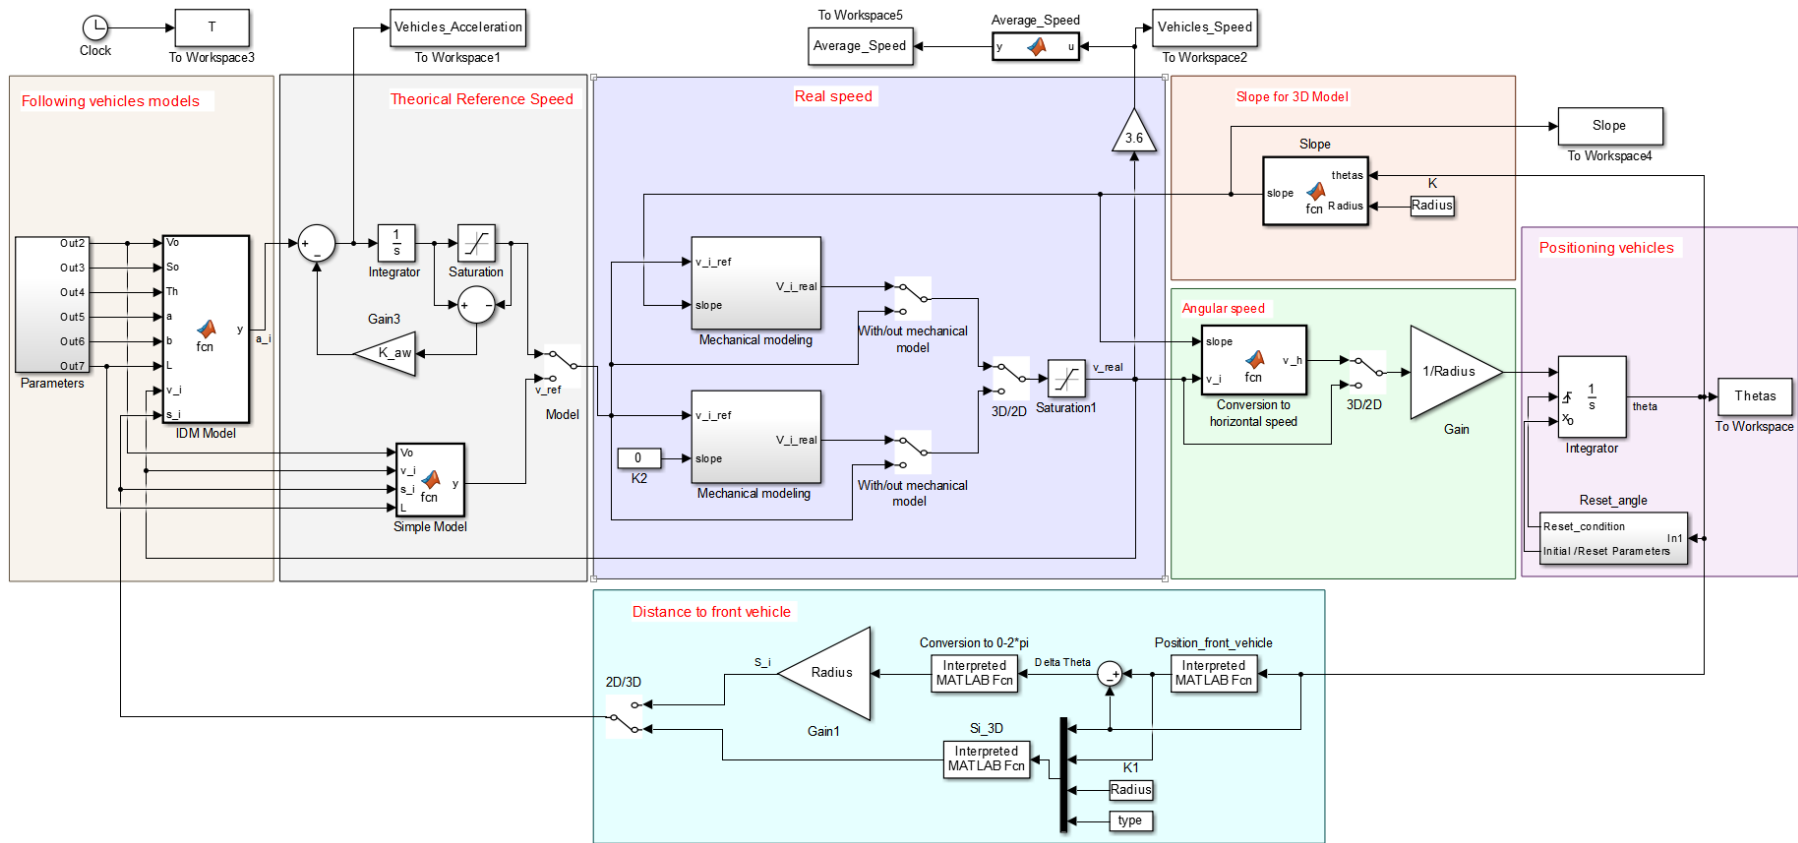 Clock
T
To Workspace3
Vehicles_Acceleration
To Workspace1
To Workspace5
Average_Speed
Average_Speed
y
u
Vehicles_Speed
To Workspace2
Following vehicles models
Out2
Out3
Out4
Out5
Out6
Out7
Parameters
Vo
So
Th
a
b
L
v_i
s_i
fcn
y
IDM Model
a_i
Vo
v_i
s_i
L
fcn
y
Simple Model
Theorical Reference Speed
+
−
1
s
Integrator
Saturation
+
−
Gain3
K_aw
v_ref
Model
Real speed
3.6
v_i_ref
slope
V_i_real
Mechanical modeling
With/out mechanical
model
v_i_ref
slope
V_i_real
Mechanical modeling
0
K2
With/out mechanical
model
3D/2D
Saturation1
v_real
Slope for 3D Model
Slope
slope
fcn
thetas
Radius
K
Radius
Slope
To Workspace4
Angular speed
slope
v_i
fcn
v_h
Conversion to
horizontal speed
3D/2D
1/Radius
Gain
Positioning vehicles
1
s
xo
Integrator
theta
Thetas
To Workspace
Reset_angle
Reset_condition
Initial /Reset Parameters
In1
Distance to front vehicle
2D/3D
S_i
Radius
Gain1
Conversion to 0-2*pi
Interpreted
MATLAB Fcn
Delta Theta
−
+
Position_front_vehicle
Interpreted
MATLAB Fcn
Si_3D
Interpreted
MATLAB Fcn
K1
Radius
type